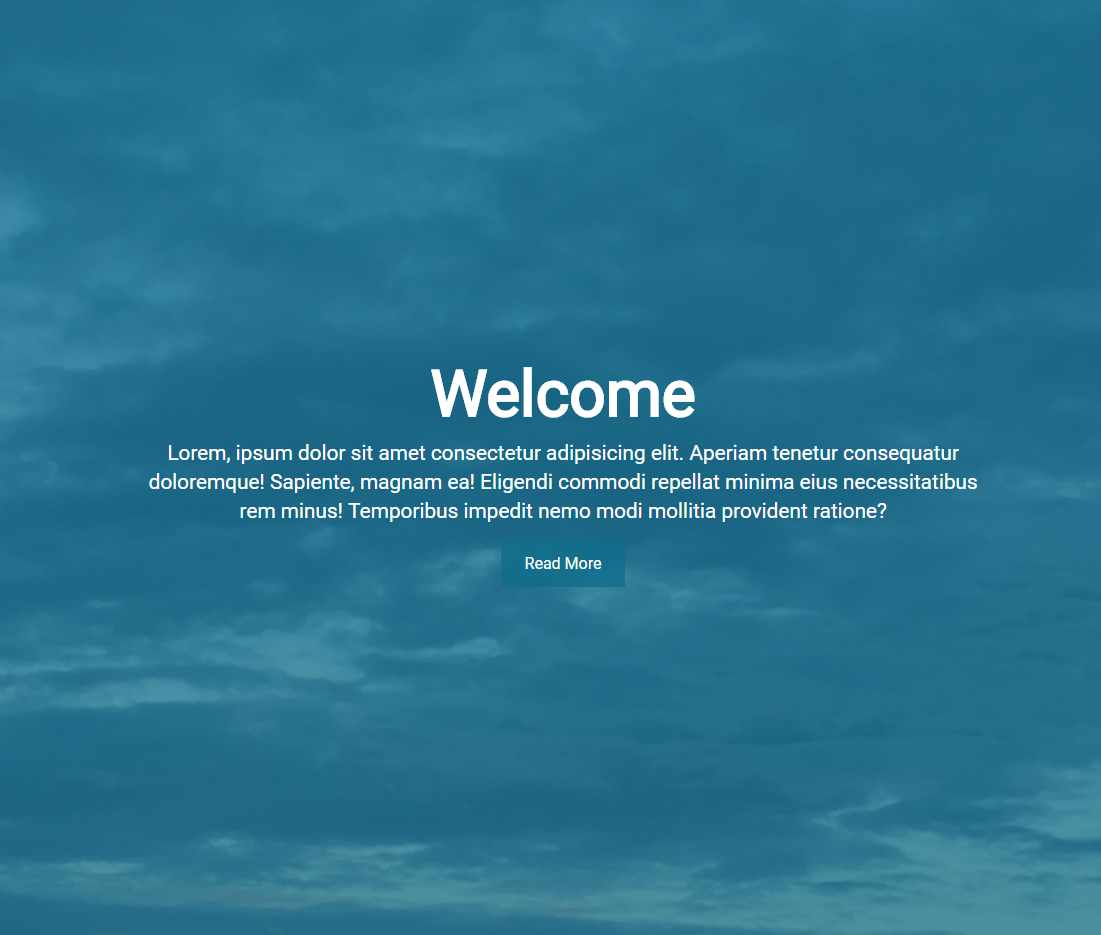 Welcome
Lorem, ipsum dolor sit amet consectetur adipisicing elit. Aperiam tenetur consequatur
doloremque! Sapiente, magnam ea! Eligendi commodi repellat minima eius necessitatibus
rem minus! Temporibus impedit nemo modi mollitia provident ratione?
Read More